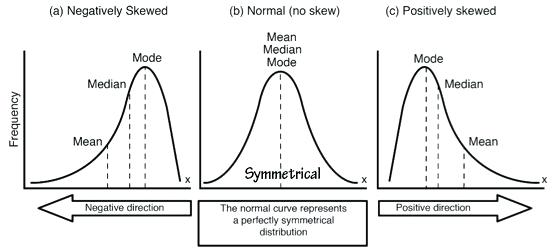 (a) Negatively Skewed
(b) Normal (no skew)
(c) Positively skewed
Frequency
Mode
Median
Mean
x
Mean
Median
Mode
Symmetrical
x
Mode
Median
Mean
x
Negative direction
The normal curve represents
a perfectly symmetrical
distribution
Positive direction